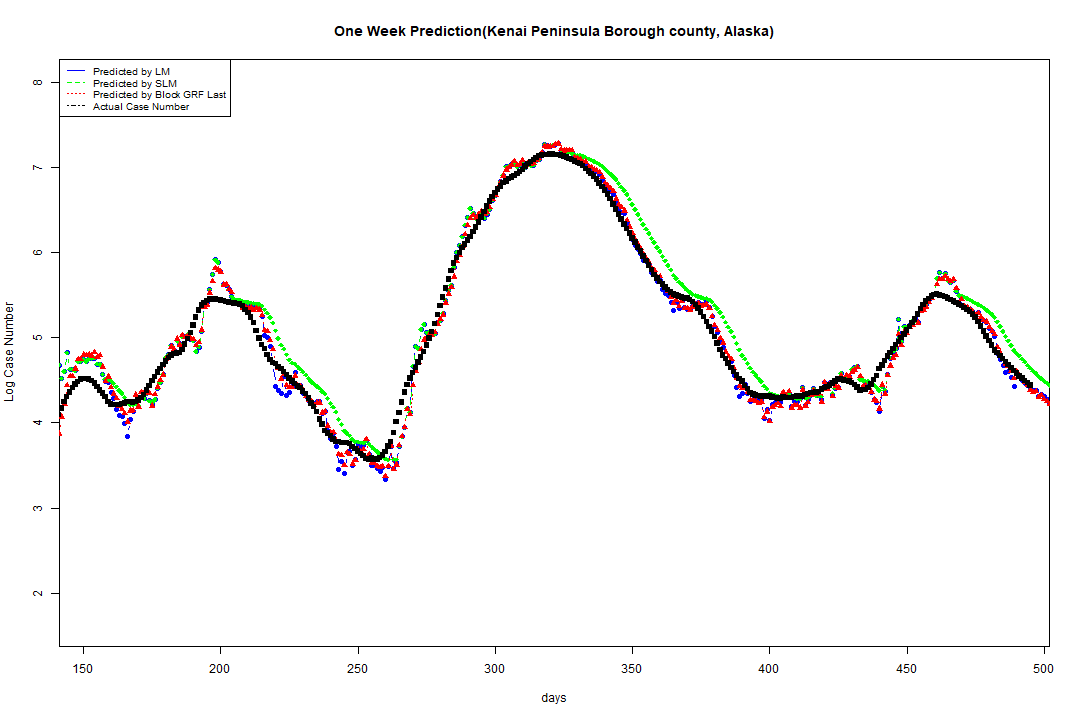 One Week Prediction(Kenai Peninsula Borough county, Alaska)
Predicted by LM
Predicted by SLM
Predicted by Block GRF Last
Actual Case Number
8
7
6
5
4
3
2
Log Case Number
150 200 250 300 350 400 450 500
days